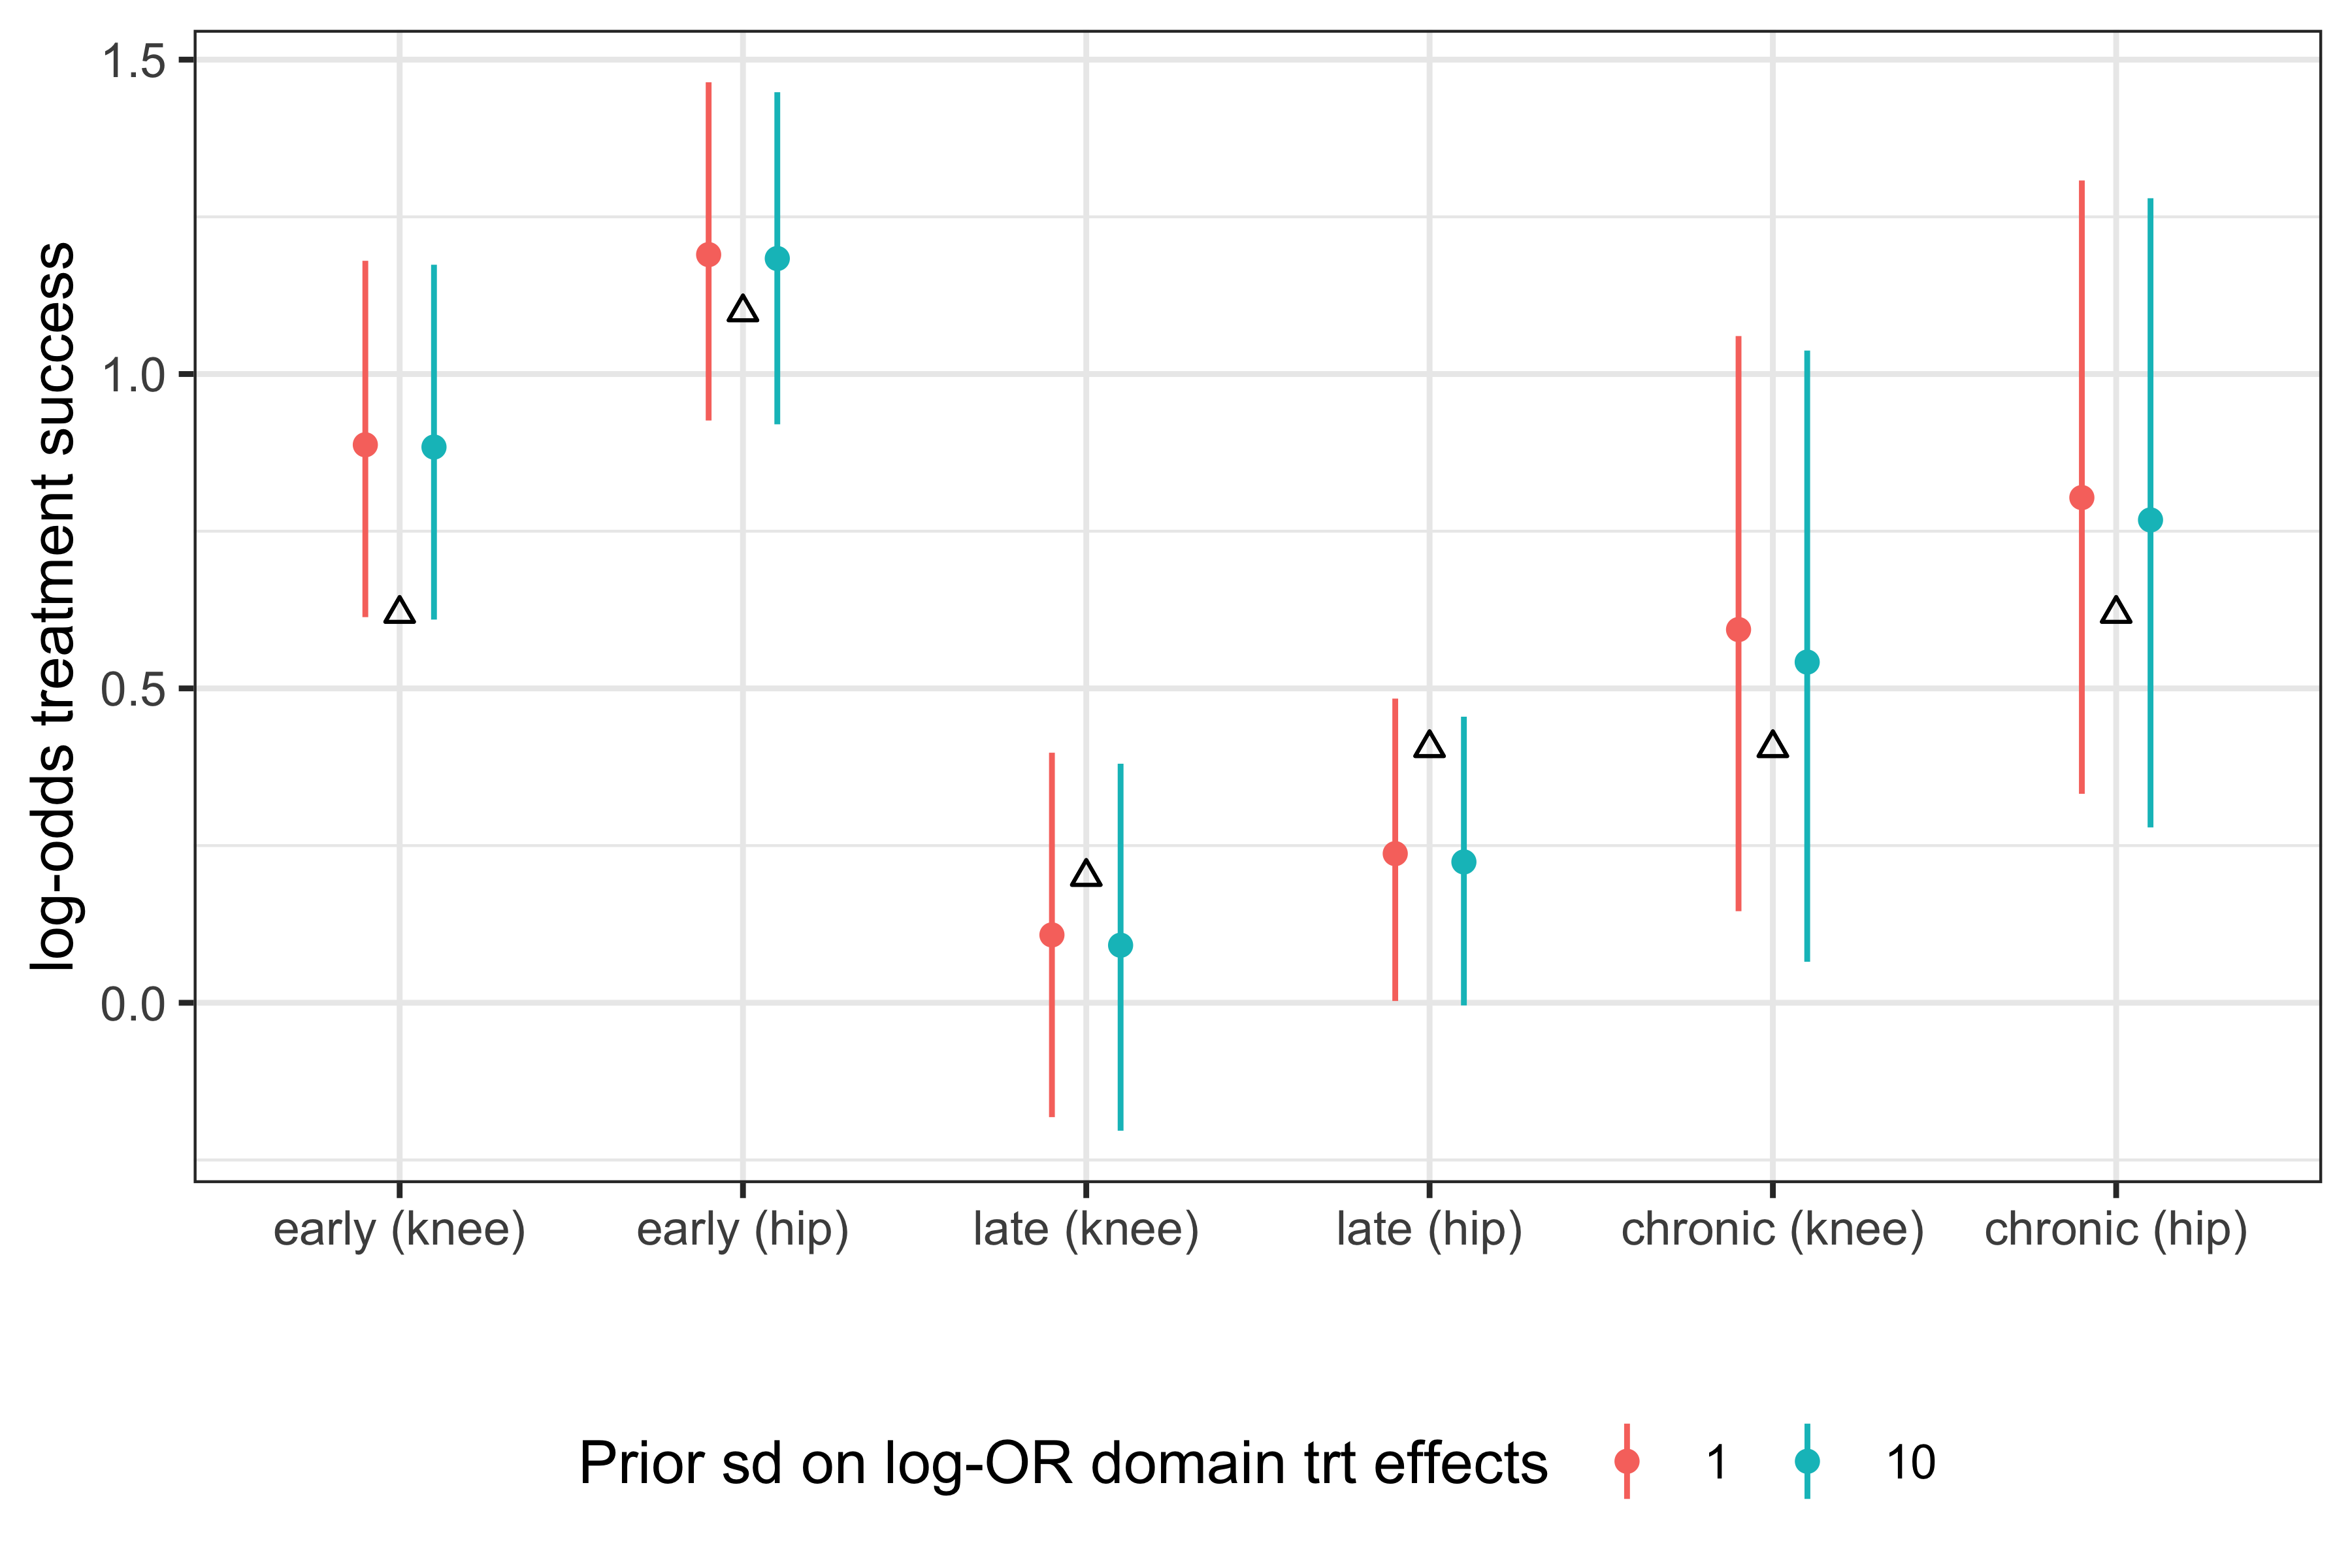 log-odds treatment success
1.5
1.0
0.5
0.0
early (knee) early (hip) late (knee) late (hip) chronic (knee) chronic (hip)
Prior sd on log-OR domain trt effects 1 10